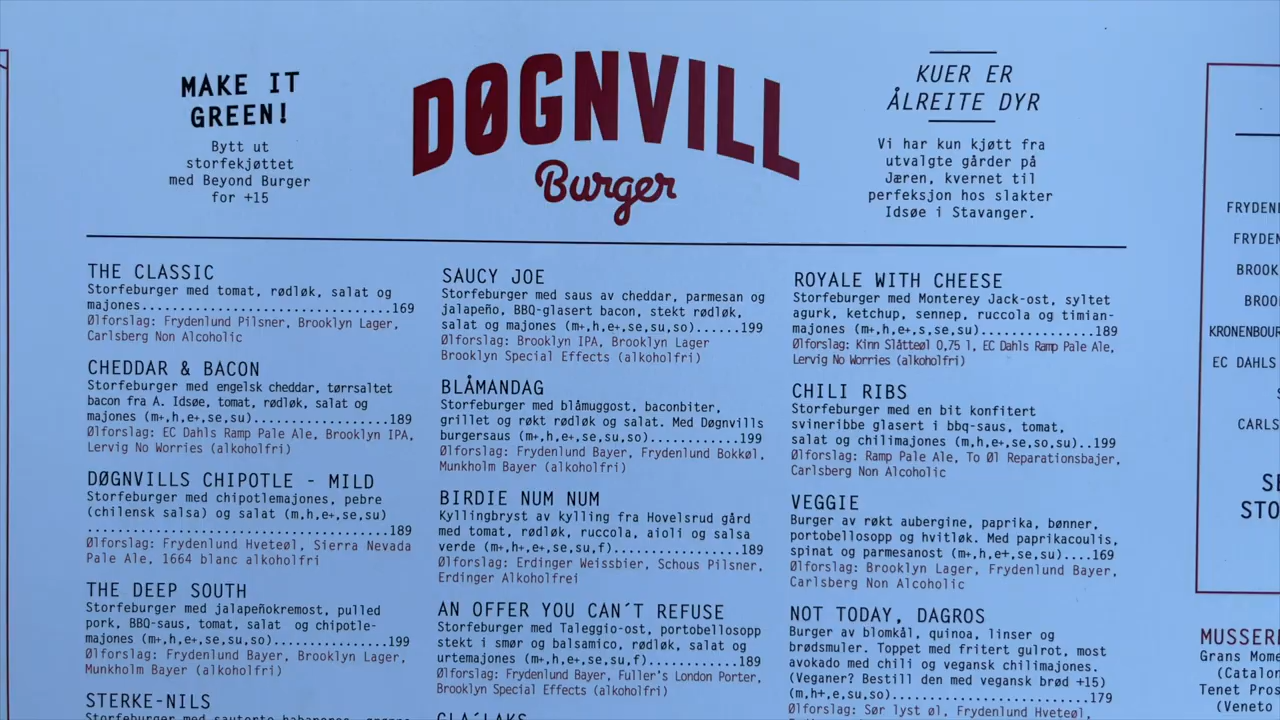 MAKE IT
GREEN!
Bytt ut
storfekjøttet
med Beyond Burger
for +15
DØGNVILL
Burger
KUER ER
ÅLREITE DYR
Vi har kun kjøtt fra
utvalgte gårder på
Jæren, kvernet til
perfeksjon hos slakter
Idsøe i Stavanger.
THE CLASSIC
Storfeburger med tomat, rødløk, salat og
majones...................................169
Ølforslag: Frydenlund Pilsner, Brooklyn Lager,
Carlsberg Non Alcoholic
CHEDDAR & BACON
Storfeburger med engelsk cheddar, tørrsaltet
bacon fra A. Idsøe, tomat, rødløk, salat og
majones (m+,h,e+,se,su)...................189
Ølforslag: EC Dahls Ramp Pale Ale, Brooklyn IPA,
Lervig No Worries (alkoholfri)
DØGNVILLS CHIPOTLE - MILD
Storfeburger med chipotlemajones, pebre
(chilensk salsa) og salat (m,h,e+,se,su)
..........................................189
Ølforslag: Frydenlund Hveteøl, Sierra Nevada
Pale Ale, 1664 blanc alkoholfri
THE DEEP SOUTH
Storfeburger med jalapeñokremost, pulled
pork, BBQ-saus, tomat, salat og chipotle-
majones (m+,h,e+,se,su,so)...............199
Ølforslag: Frydenlund Bayer, Brooklyn Lager,
Munkholm Bayer (alkoholfri)
STERKE-NILS
Storfeburger med sauterte habaneros,
SAUCY JOE
Storfeburger med saus av cheddar, parmesan og
jalapeño, BBQ-glasert bacon, stekt rødløk,
salat og majones (m+,h,e+,se,su,so)......199
Ølforslag: Brooklyn IPA, Brooklyn Lager
Brooklyn Special Effects (alkoholfri)
BLÅMANDAG
Storfeburger med blåmuggost, baconbiter,
grillet og røkt rødløk og salat. Med Døgnvills
burgersaus (m+,h,e+,se,su,so)............199
Ølforslag: Frydenlund Bayer, Frydenlund Bokkøl,
Munkholm Bayer (alkoholfri)
BIRDIE NUM NUM
Kyllingbryst av kylling fra Hovelsrud gård
med tomat, rødløk, ruccola, aioli og salsa
verde (m+,h+,e+,se,su,f).................189
Ølforslag: Erdinger Weissbier, Schous Pilsner,
Erdinger Alkoholfrei
AN OFFER YOU CAN´T REFUSE
Storfeburger med Taleggio-ost, portobellosopp
stekt i smør og balsamico, rødløk, salat og
urtemajones (m+,h,e+,se,su,f)............189
Ølforslag: Frydenlund Bayer, Fuller's London Porter,
Brooklyn Special Effects (alkoholfri)
GLA´LAKS
ROYALE WITH CHEESE
Storfeburger med Monterey Jack-ost, syltet
agurk, ketchup, sennep, ruccola og timian-
majones (m+,h,e+,s,se,su)...............189
Ølforslag: Kinn Slåtteøl 0,75 l, EC Dahls Ramp Pale Ale,
Lervig No Worries (alkoholfri)
CHILI RIBS
Storfeburger med en bit konfitert
svineribbe glasert i bbq-saus, tomat,
salat og chilimajones (m,h,e+,se,so,su)..199
Ølforslag: Ramp Pale Ale, To Øl Reparationsbajer,
Carlsberg Non Alcoholic
VEGGIE
Burger av røkt aubergine, paprika, bønner,
portobellosopp og hvitløk. Med paprikacoulis,
spinat og parmesanost (m+,h,e+,se,su)....169
Ølforslag: Brooklyn Lager, Frydenlund Bayer,
Carlsberg Non Alcoholic
NOT TODAY, DAGROS
Burger av blomkål, quinoa, linser og
brødsmuler. Toppet med fritert gulrot, most
avokado med chili og vegansk chilimajones.
(Veganer? Bestill den med vegansk brød +15)
(m,h+,e,su,so)...........................179
Ølforslag: Sør lyst øl, Frydenlund Hveteøl,
FRYDENL
FRYDEN
BROOK
BROO
KRONENBOUR
EC DAHLS
CARLS
SE
STO
MUSSER
Grans Mome
(Catalon
Tenet Pros
(Veneto